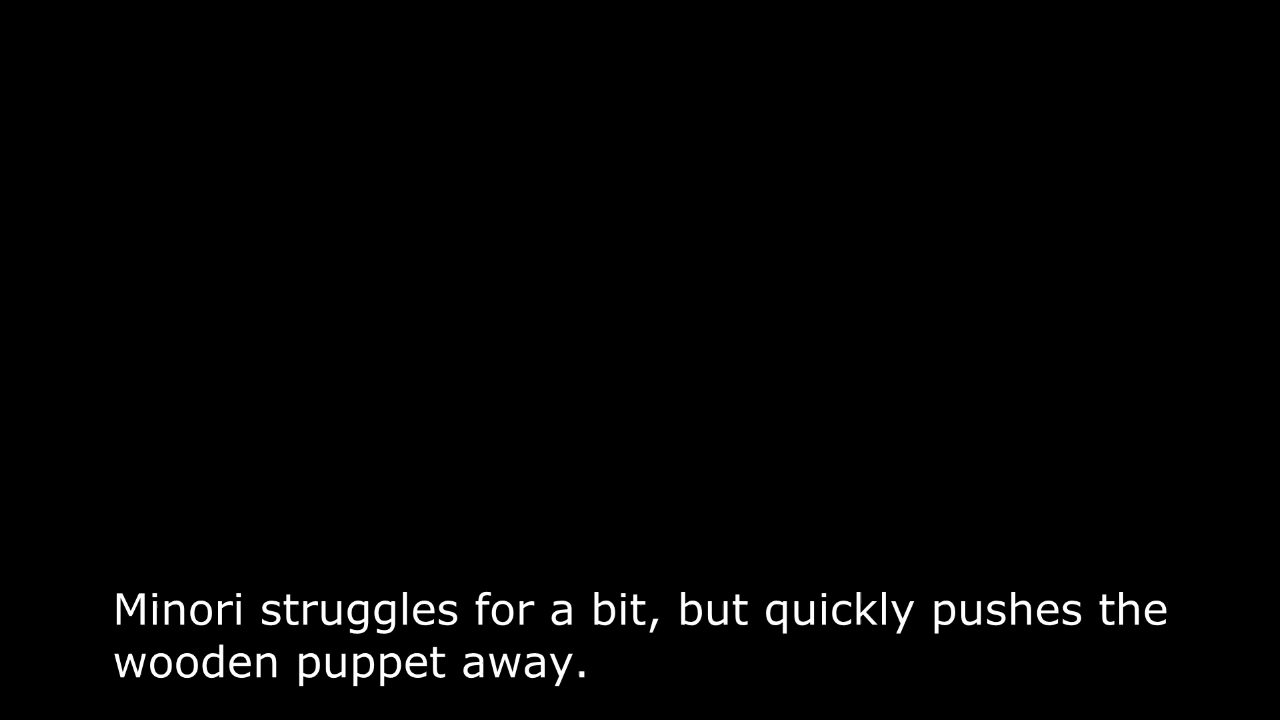 Minori struggles for a bit, but quickly pushes the
wooden puppet away.